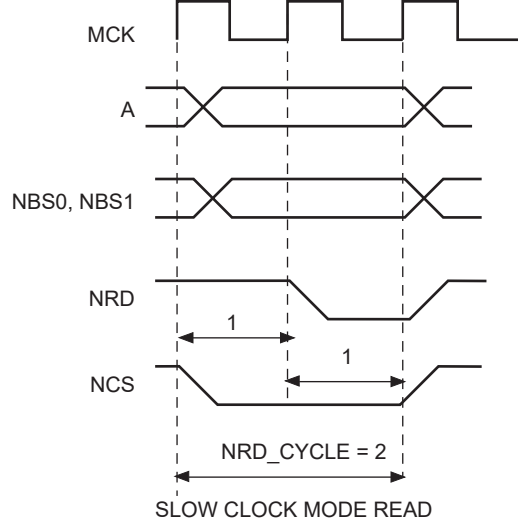 MCK
A
NBS0, NBS1
NRD
1
1
NCS
NRD_CYCLE = 2
SLOW CLOCK MODE READ